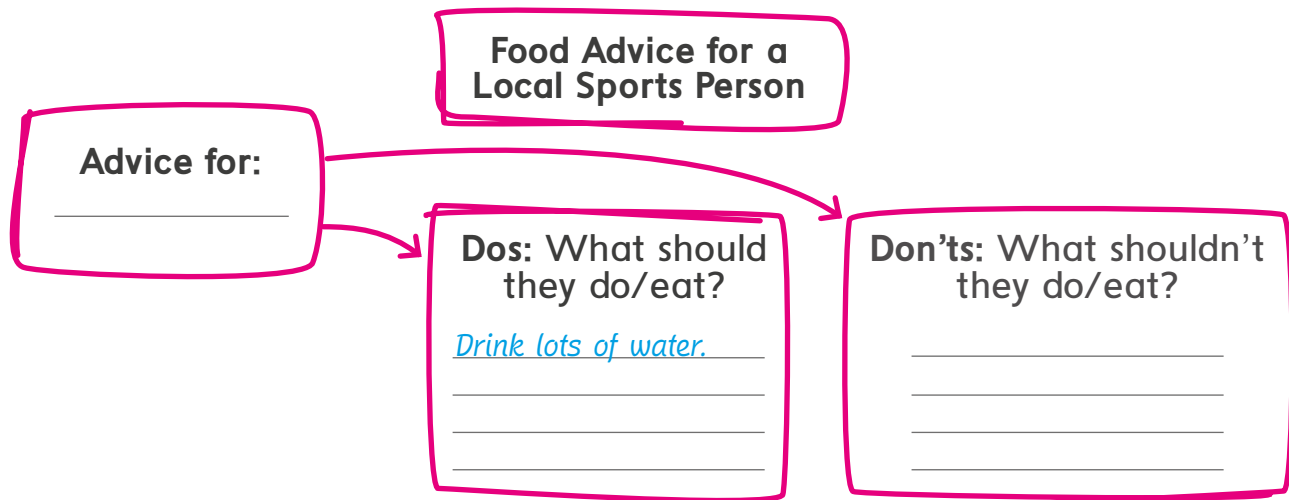 Food Advice for a
Local Sports Person
Advice for:
Dos: What should
they do/eat?
Drink lots of water.
Don'ts: What shouldn't
they do/eat?